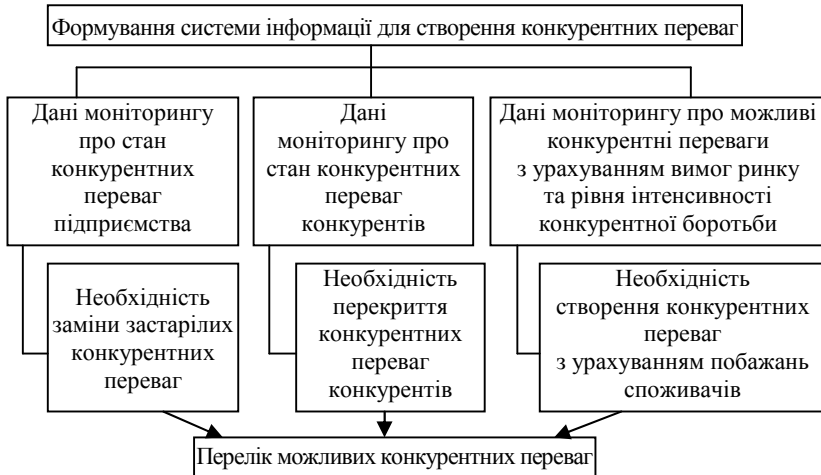 Формування системи інформації для створення конкурентних переваг
Дані моніторингу
про стан
конкурентних
переваг
підприємства
Дані
моніторингу про
стан конкурентних
переваг
конкурентів
Дані моніторингу про можливі
конкурентні переваги
з урахуванням вимог ринку
та рівня інтенсивності
конкурентної боротьби
Необхідність
заміни застарілих
конкурентних
переваг
Необхідність
перекриття
конкурентних
переваг
конкурентів
Необхідність
створення конкурентних
переваг
з урахуванням побажань
споживачів
Перелік можливих конкурентних переваг